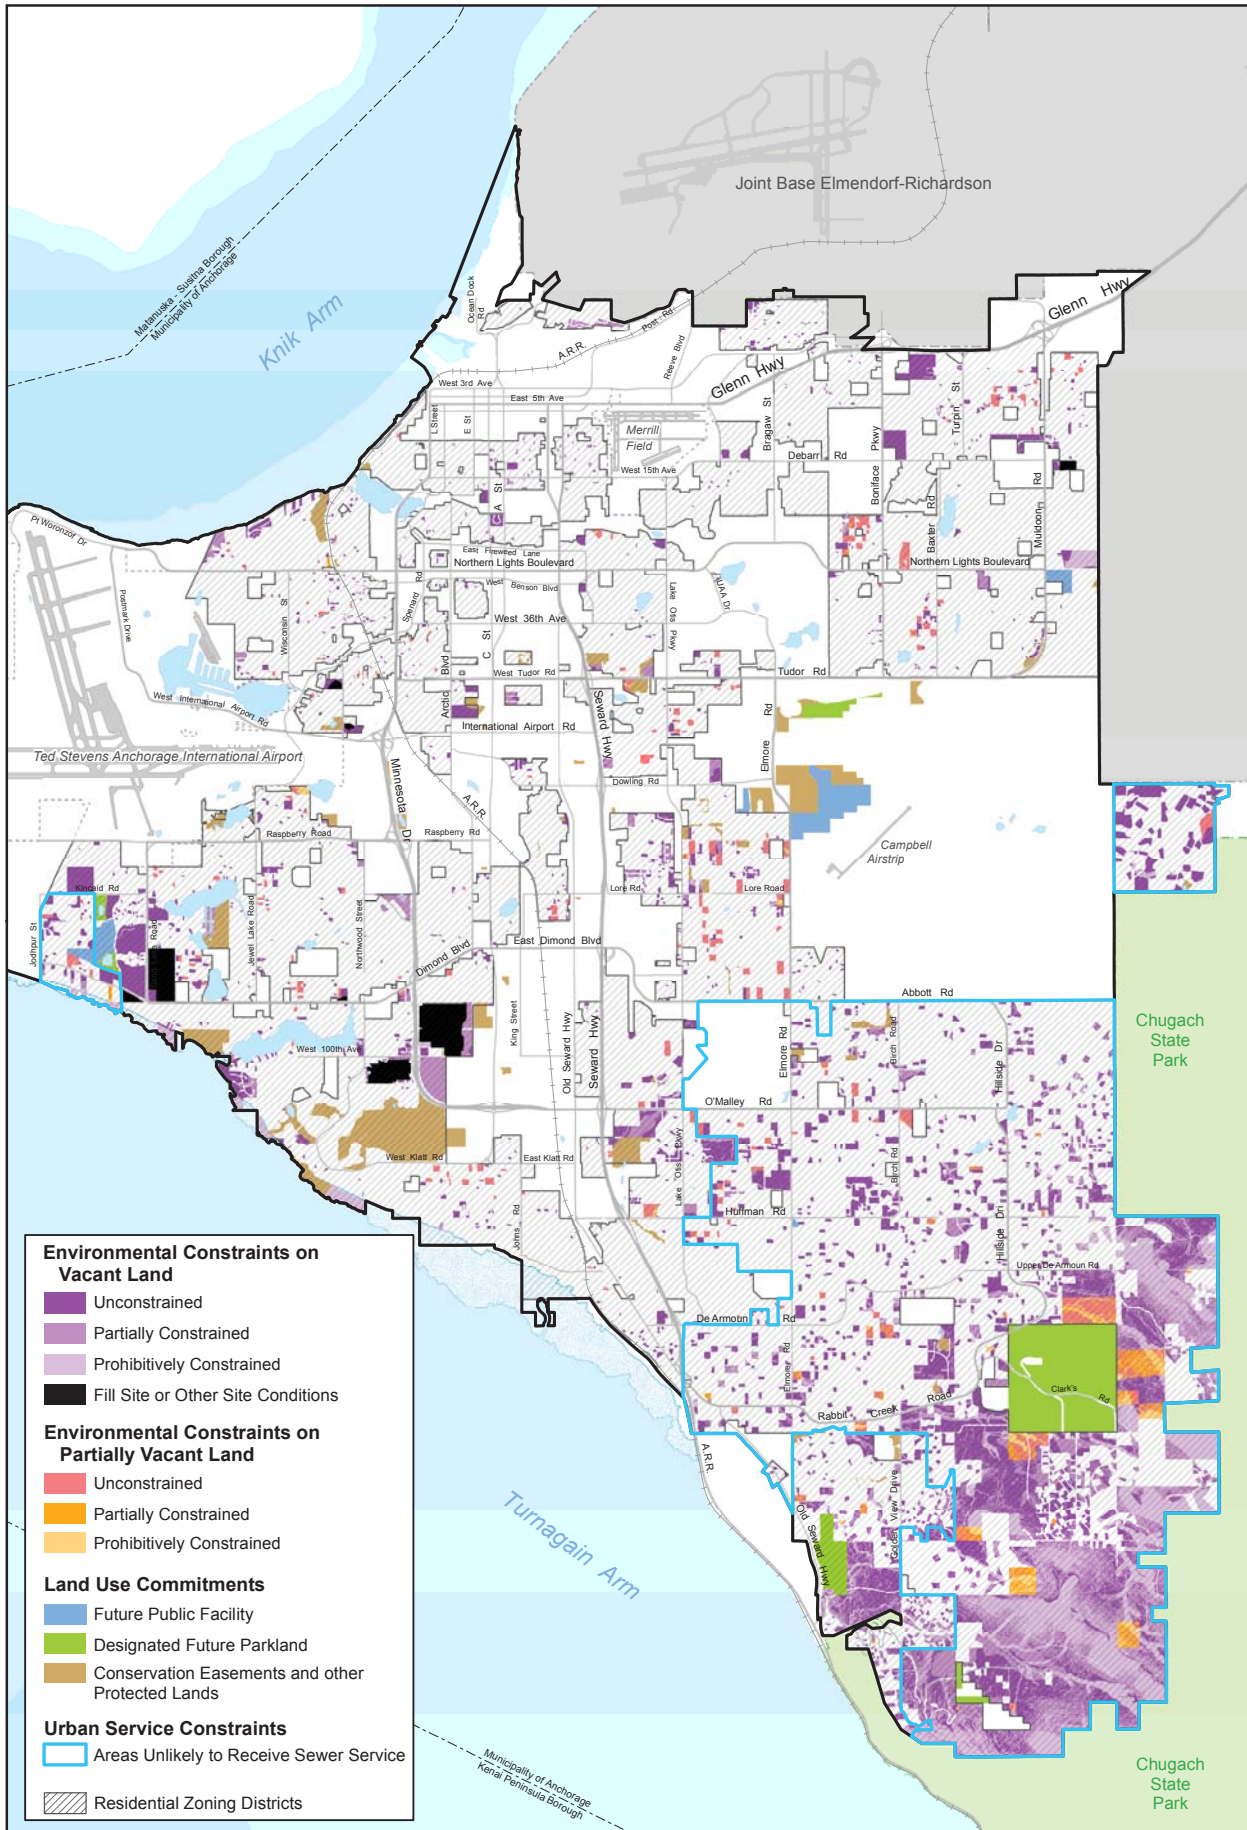 Joint Base Elmendorf-Richardson
Matanuska - Susitna Borough
Municipality of Anchorage
Knik Arm
Ocean Dock
Rd
Post Rd
A.R.R.
Reeve Blvd
Glenn Hwy
Glenn Hwy
West 3rd Ave
East 5th Ave
L Street
E St
A St
Merrill
Field
West 15th Ave
Bragaw St
Debarr Rd
Boniface Pkwy
Turpin St
Baxter Rd
Muldoon Rd
Pt Woronzof Dr
Postmark Drive
Wisconsin St
Spenard Rd
East Fireweed Lane
Northern Lights Boulevard
Northern Lights Boulevard
West Benson Blvd
West 36th Ave
Lake Otis Pkwy
UAA Dr
Arctic Blvd
C St
West Tudor Rd
Tudor Rd
West International Airport Rd
International Airport Rd
Seward Hwy
Elmore Rd
Ted Stevens Anchorage International Airport
Minnesota Dr
A.R.R.
Dowling Rd
Raspberry Road
Raspberry Rd
Campbell
Airstrip
Kincaid Rd
Lore Rd
Lore Road
Jodhpur St
Road
Jewel Lake Road
Northwood Street
Dimond Blvd
East Dimond Blvd
Abbott Rd
King Street
Old Seward Hwy
Seward Hwy
Elmore Rd
Birch Road
Hillside Dr
West 100th Ave
O'Malley Rd
Chugach
State
Park
West Klatt Rd
East Klatt Rd
Lake Otis Pkwy
Birch Rd
Huffman Rd
Johns Rd
Hillside Dri
Upper De Armoun Rd
De Armoun Rd
Elmore Rd
Clark's Rd
Rabbit Creek Road
A.R.R.
Old Seward Hwy
Golden View Drive
Turnagain Arm
Municipality of Anchorage
Kenai Peninsula Borough
Chugach
State
Park
Environmental Constraints on
Vacant Land
Unconstrained
Partially Constrained
Prohibitively Constrained
Fill Site or Other Site Conditions
Environmental Constraints on
Partially Vacant Land
Unconstrained
Partially Constrained
Prohibitively Constrained
Land Use Commitments
Future Public Facility
Designated Future Parkland
Conservation Easements and other
Protected Lands
Urban Service Constraints
Areas Unlikely to Receive Sewer Service
Residential Zoning Districts